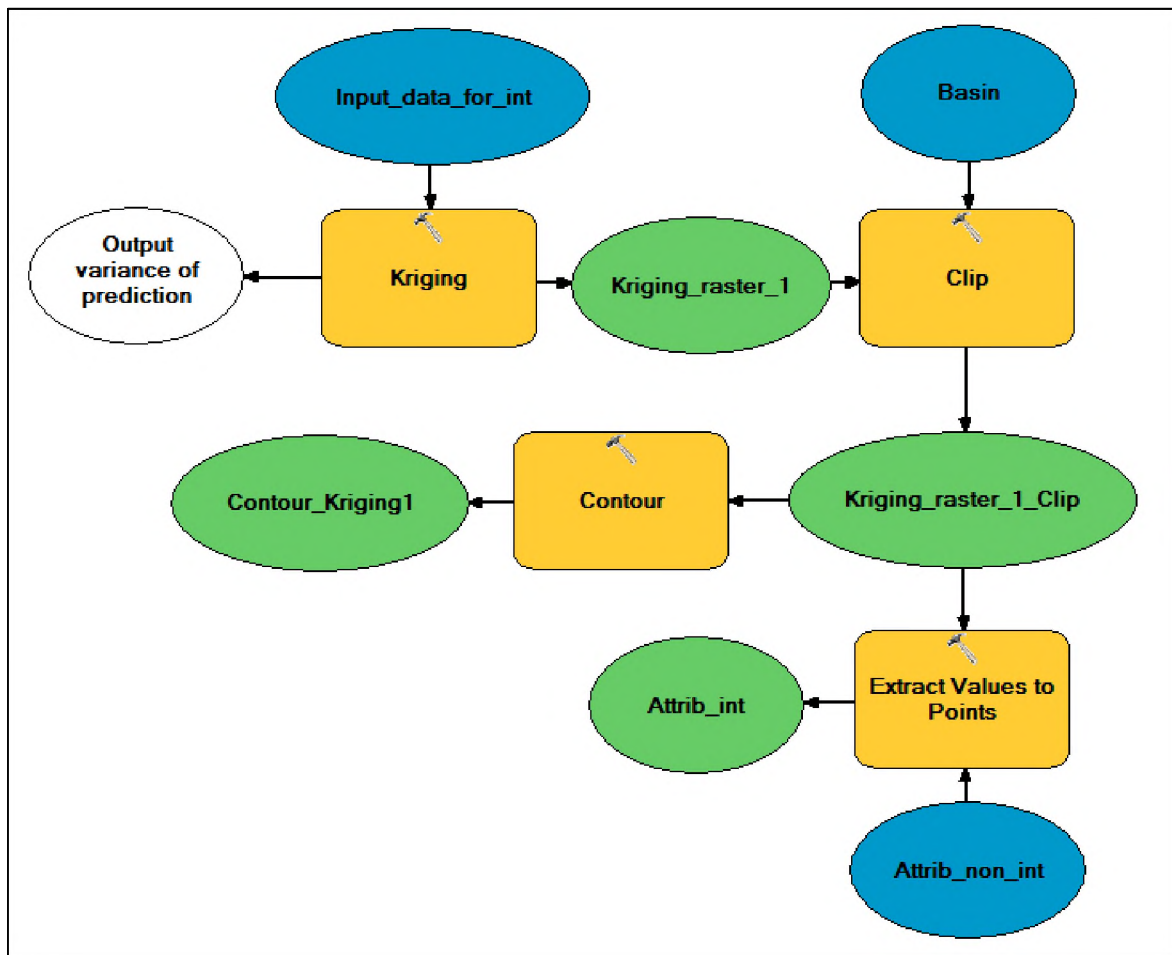 Input_data_for_int
Basin
Output
variance of
prediction
Kriging
Kriging_raster_1
Clip
Contour_Kriging1
Contour
Kriging_raster_1_Clip
Attrib_int
Extract Values to
Points
Attrib_non_int